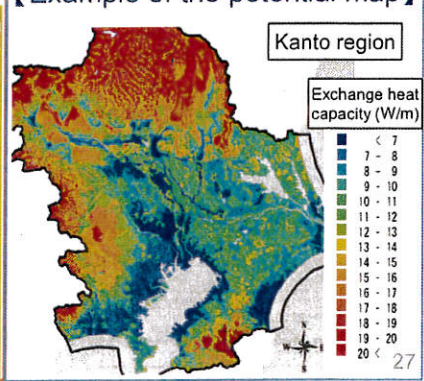 【Example of the potential map】
Kanto region
Exchange heat
capacity (W/m)
< 7
7 - 8
8 - 9
9 - 10
10 - 11
11 - 12
12 - 13
13 - 14
14 - 15
15 - 16
16 - 17
17 - 18
18 - 19
19 - 20
20 <
N
W
E
S
27